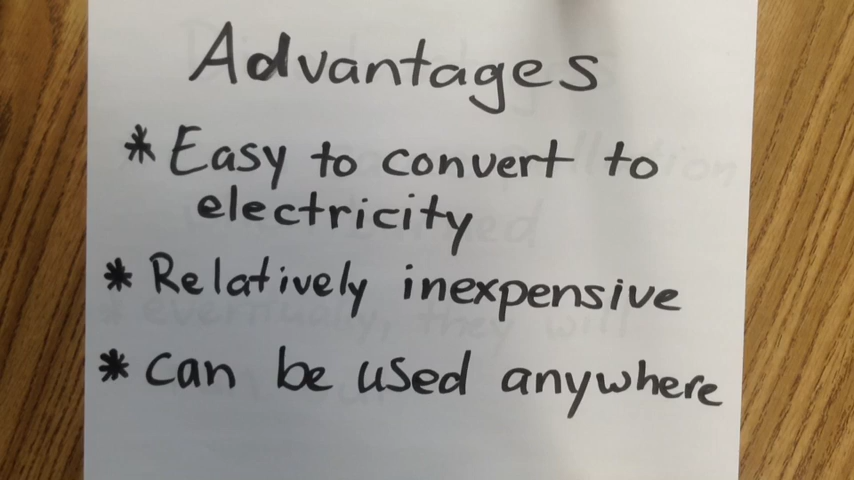 Advantages
* Easy to convert to
electricity
* Relatively inexpensive
* can be used anywhere